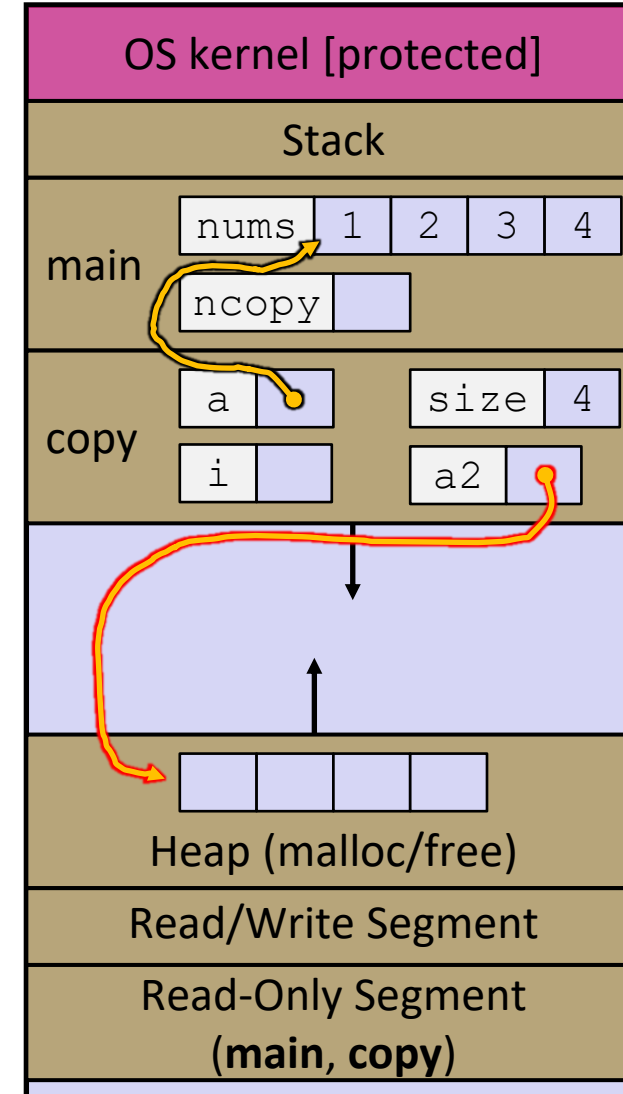 OS kernel [protected]
Stack
main
nums 1 2 3 4
ncopy
copy
a
size 4
i
a2
Heap (malloc/free)
Read/Write Segment
Read-Only Segment
(main, copy)